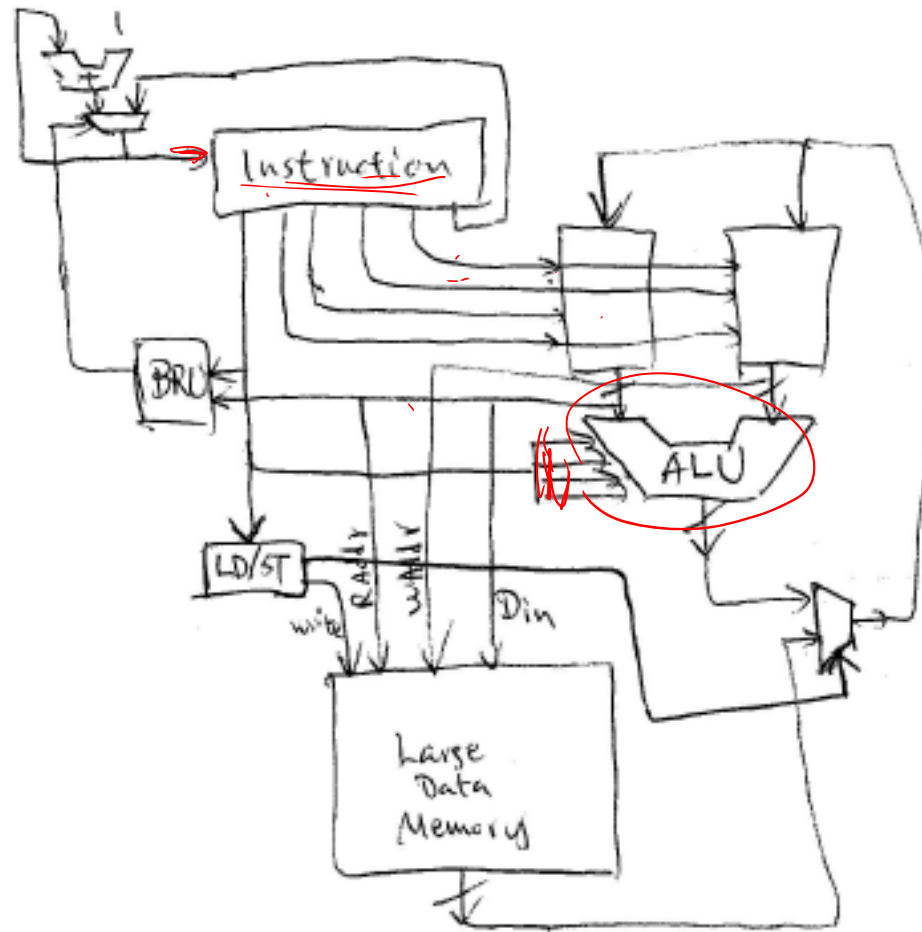 1
+
Instruction
BRU
ALU
LD/ST
write
RAddr
WAddr
Din
Large
Data
Memory